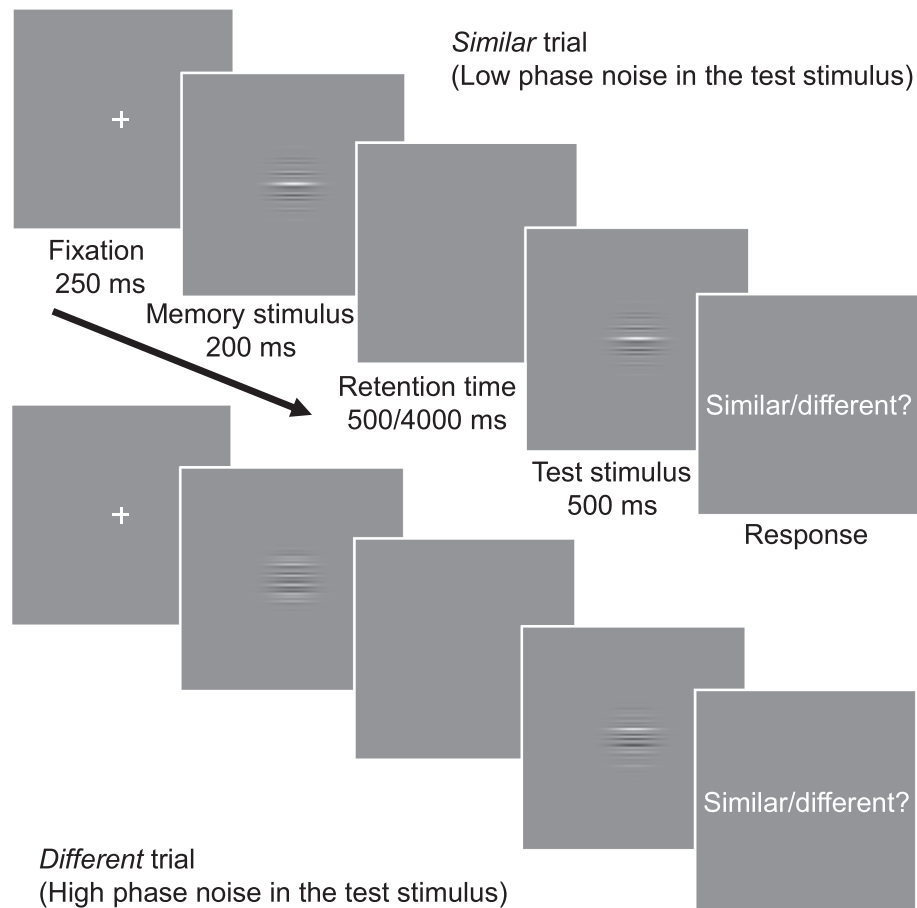 Similar trial
(Low phase noise in the test stimulus)
Fixation
250 ms
Memory stimulus
200 ms
Retention time
500/4000 ms
Test stimulus
500 ms
Similar/different?
Response
Similar/different?
Different trial
(High phase noise in the test stimulus)